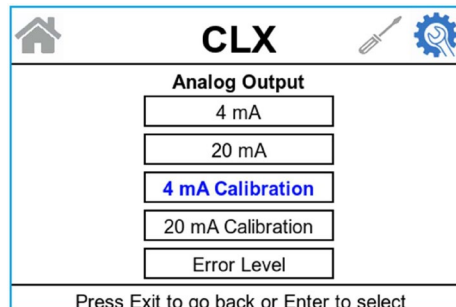 CLX
Analog Output
4 mA
20 mA
4 mA Calibration
20 mA Calibration
Error Level
Press Exit to go back or Enter to select